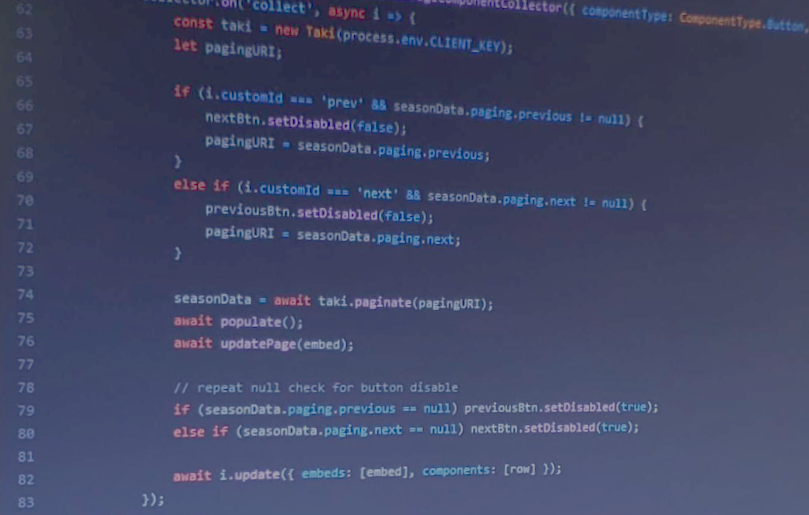 62 .on('collect', async i => { ComponentCollector({ componentType: ComponentType.Button,
63 const taki = new Taki(process.env.CLIENT_KEY);
64 let pagingURI;
65
66 if (i.customId === 'prev' && seasonData.paging.previous != null) {
67 nextBtn.setDisabled(false);
68 pagingURI = seasonData.paging.previous;
69 }
70 else if (i.customId === 'next' && seasonData.paging.next != null) {
71 previousBtn.setDisabled(false);
72 pagingURI = seasonData.paging.next;
73 }
74 seasonData = await taki.paginate(pagingURI);
75 await populate();
76 await updatePage(embed);
77
78 // repeat null check for button disable
79 if (seasonData.paging.previous == null) previousBtn.setDisabled(true);
80 else if (seasonData.paging.next == null) nextBtn.setDisabled(true);
81
82 await i.update({ embeds: [embed], components: [row] });
83 });